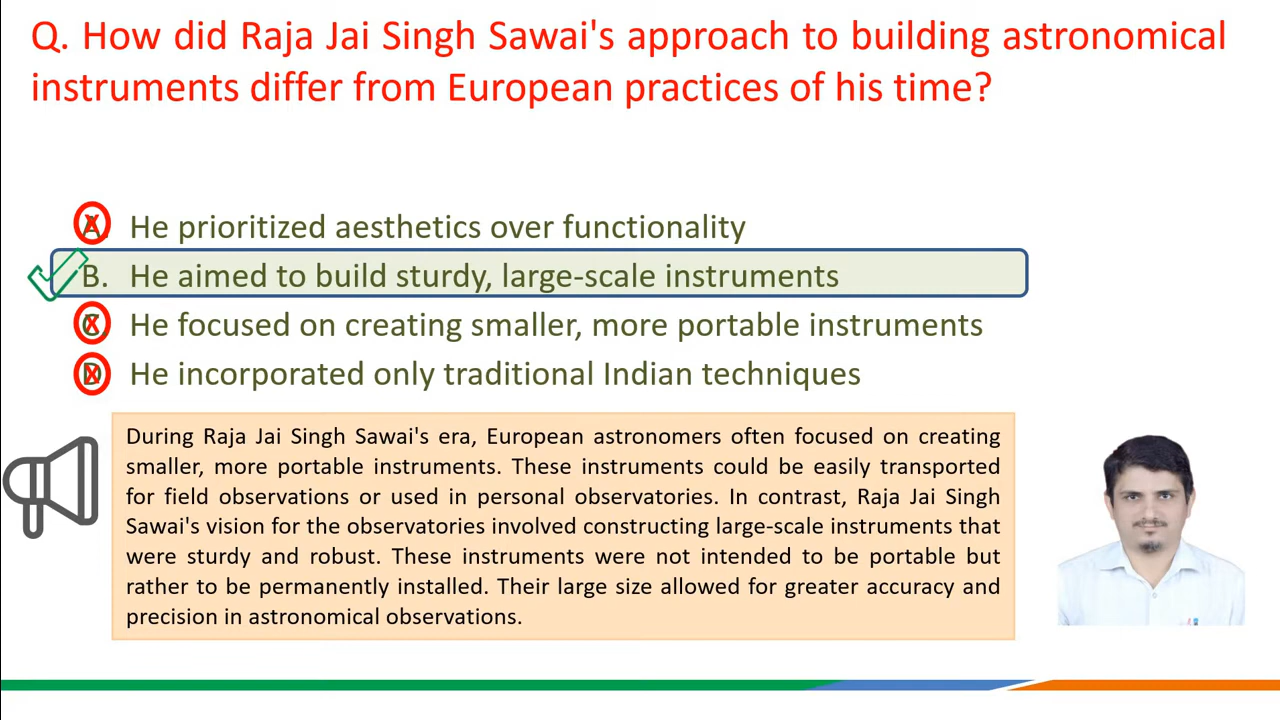 Q. How did Raja Jai Singh Sawai's approach to building astronomical
instruments differ from European practices of his time?
A. He prioritized aesthetics over functionality
B. He aimed to build sturdy, large-scale instruments
C. He focused on creating smaller, more portable instruments
D. He incorporated only traditional Indian techniques
During Raja Jai Singh Sawai's era, European astronomers often focused on creating
smaller, more portable instruments. These instruments could be easily transported
for field observations or used in personal observatories. In contrast, Raja Jai Singh
Sawai's vision for the observatories involved constructing large-scale instruments that
were sturdy and robust. These instruments were not intended to be portable but
rather to be permanently installed. Their large size allowed for greater accuracy and
precision in astronomical observations.